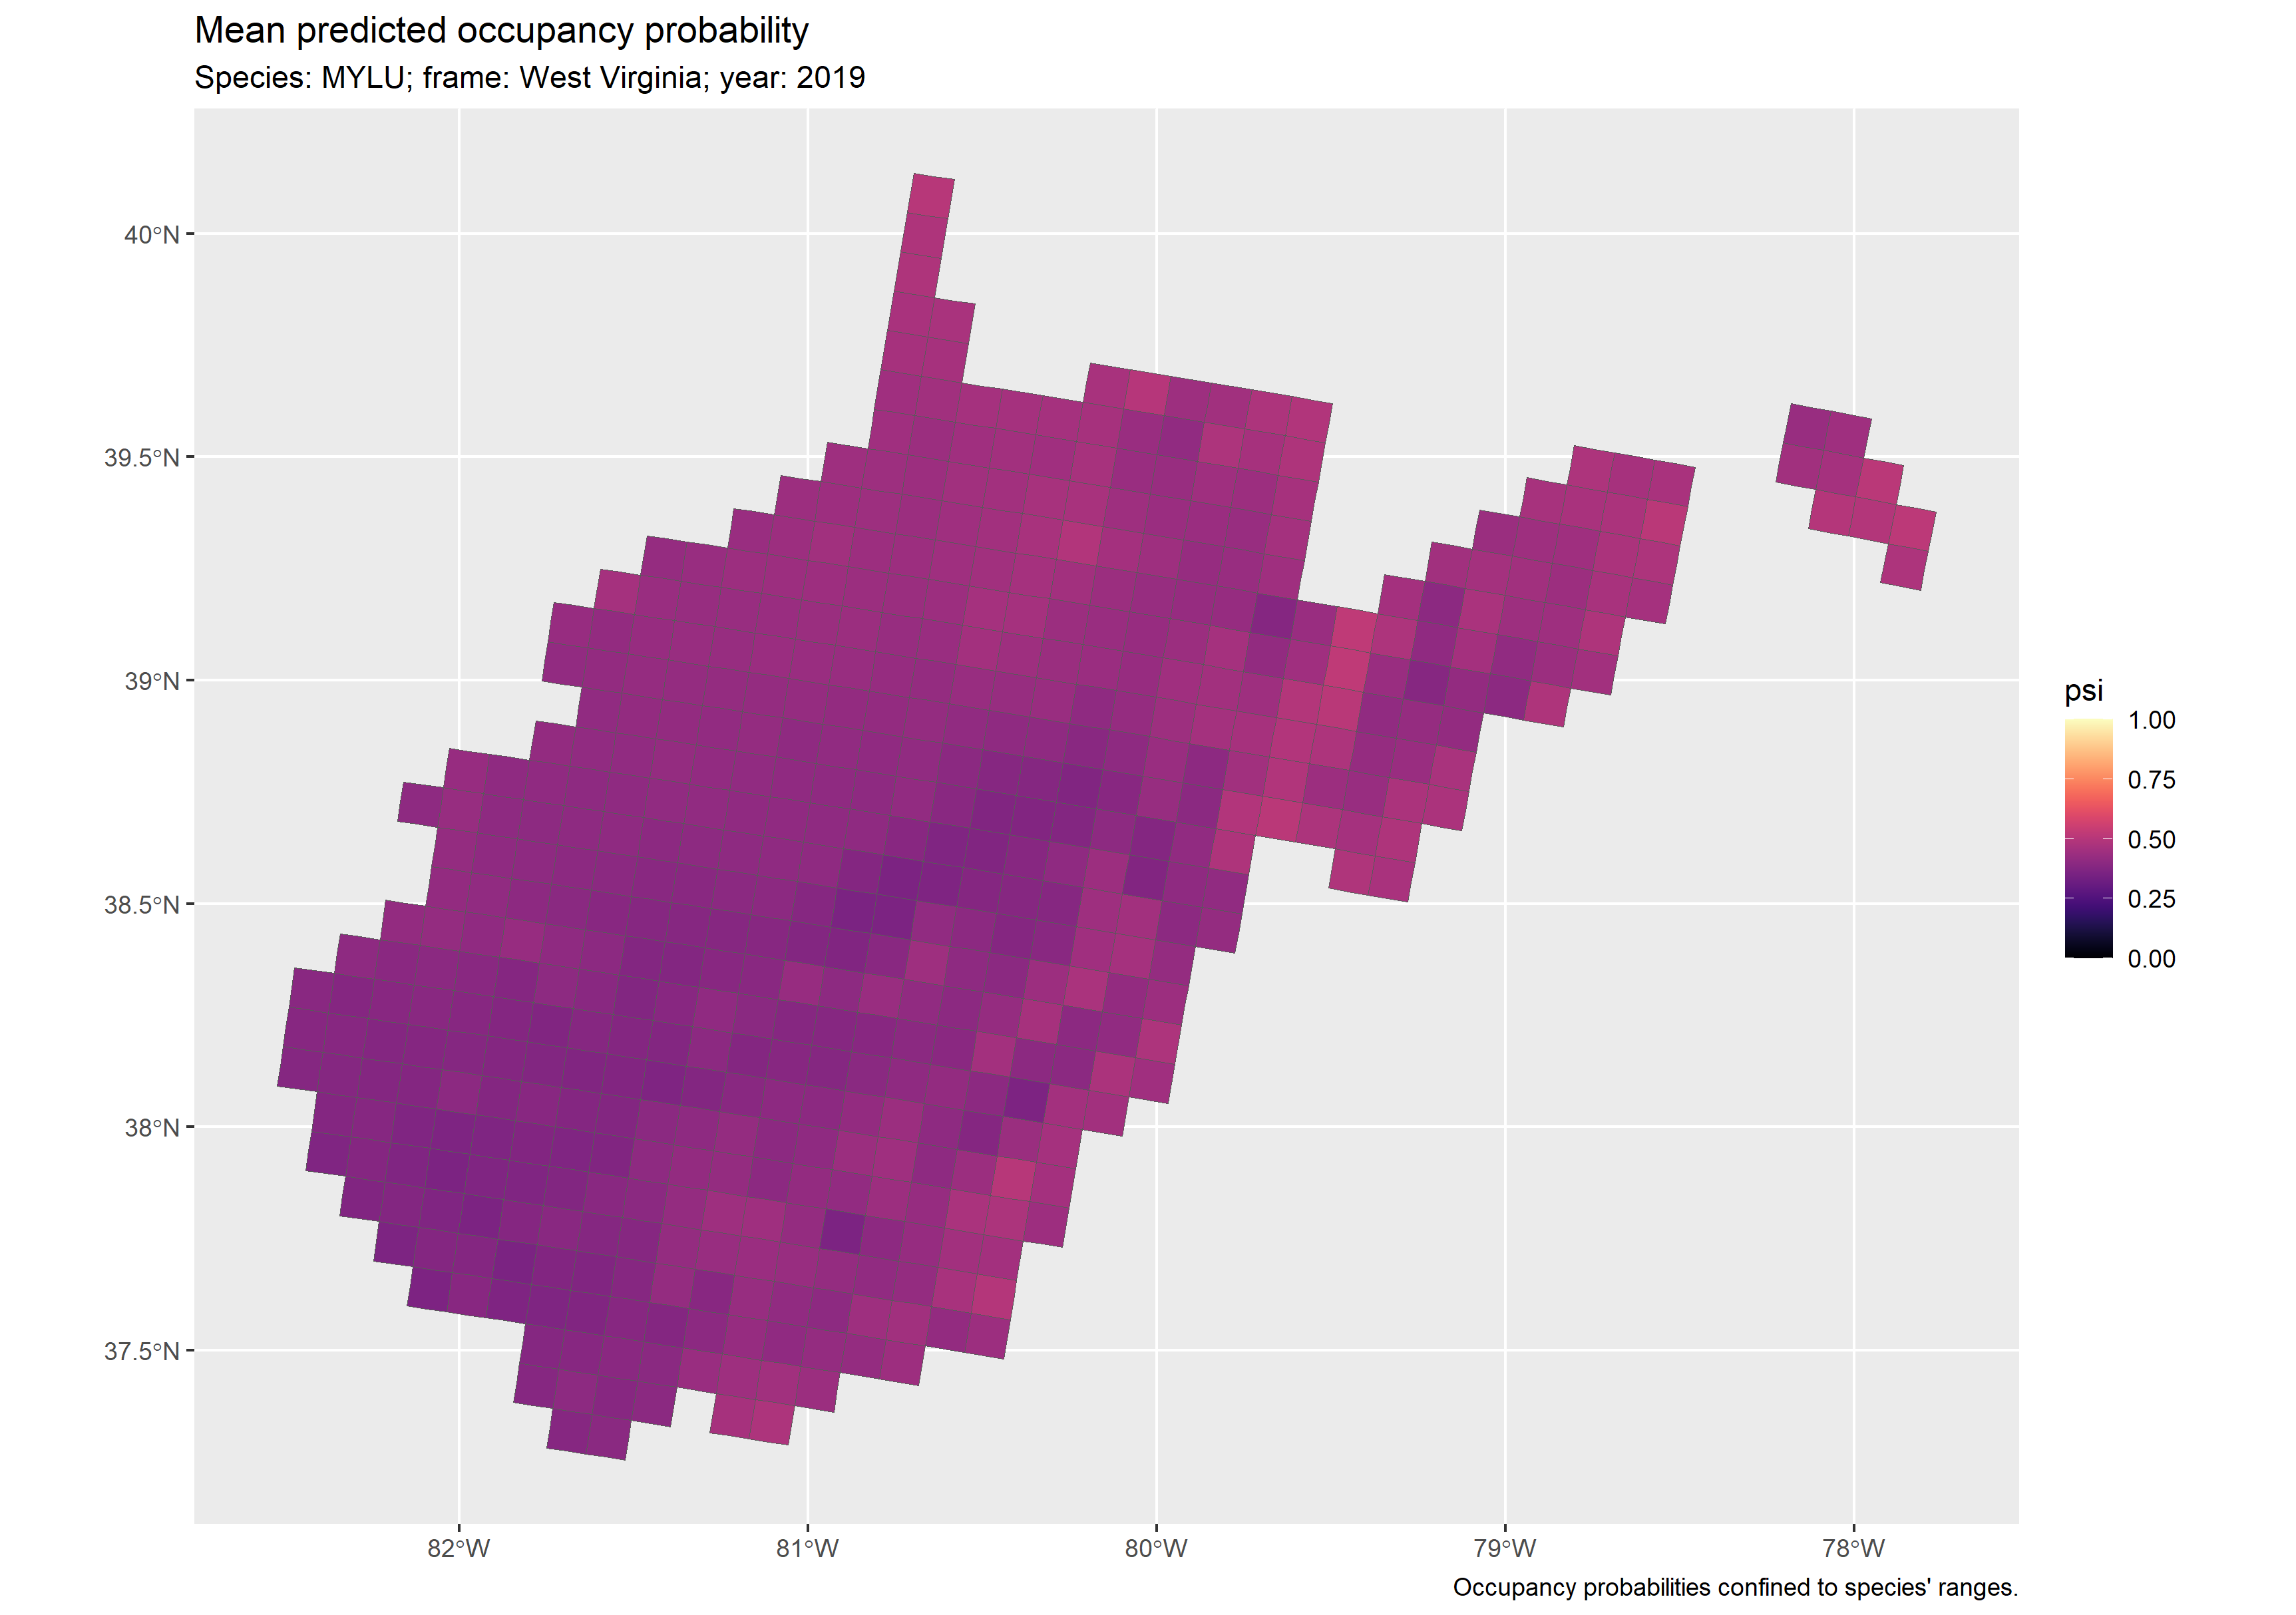 Mean predicted occupancy probability
Species: MYLU; frame: West Virginia; year: 2019
40°N
39.5°N
39°N
38.5°N
38°N
37.5°N
82°W
81°W
80°W
79°W
78°W
psi
1.00
0.75
0.50
0.25
0.00
Occupancy probabilities confined to species' ranges.